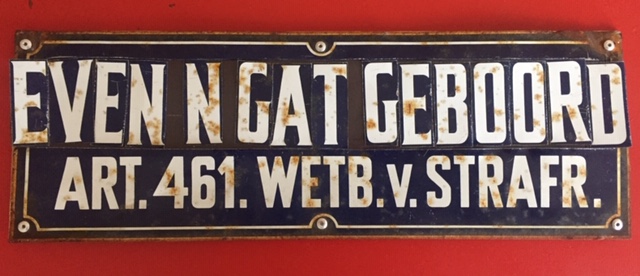 EVEN N GAT GEBOORD
ART. 461. WETB. v. STRAFR.